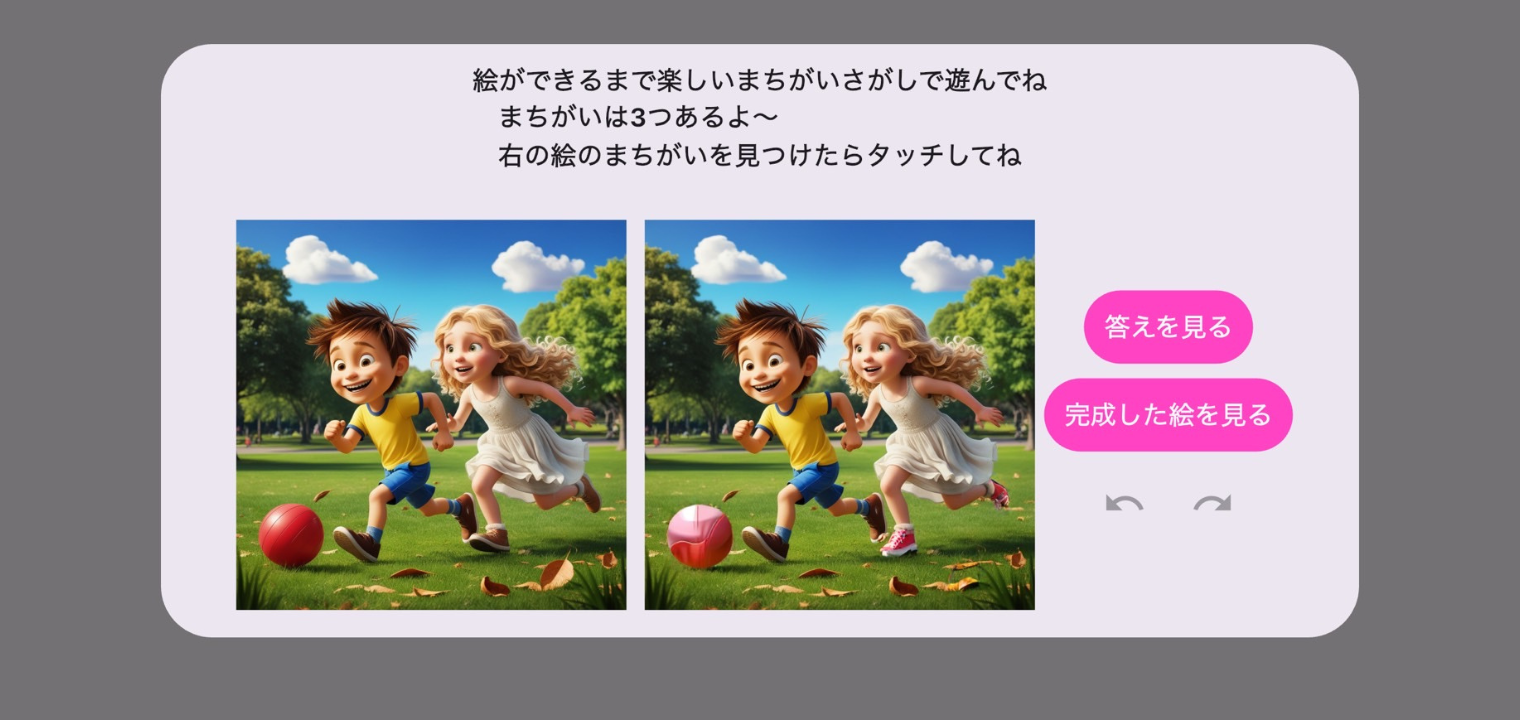 絵ができるまで楽しいまちがいさがしで遊んでね
まちがいは3つあるよ〜
右の絵のまちがいを見つけたらタッチしてね
答えを見る
完成した絵を見る